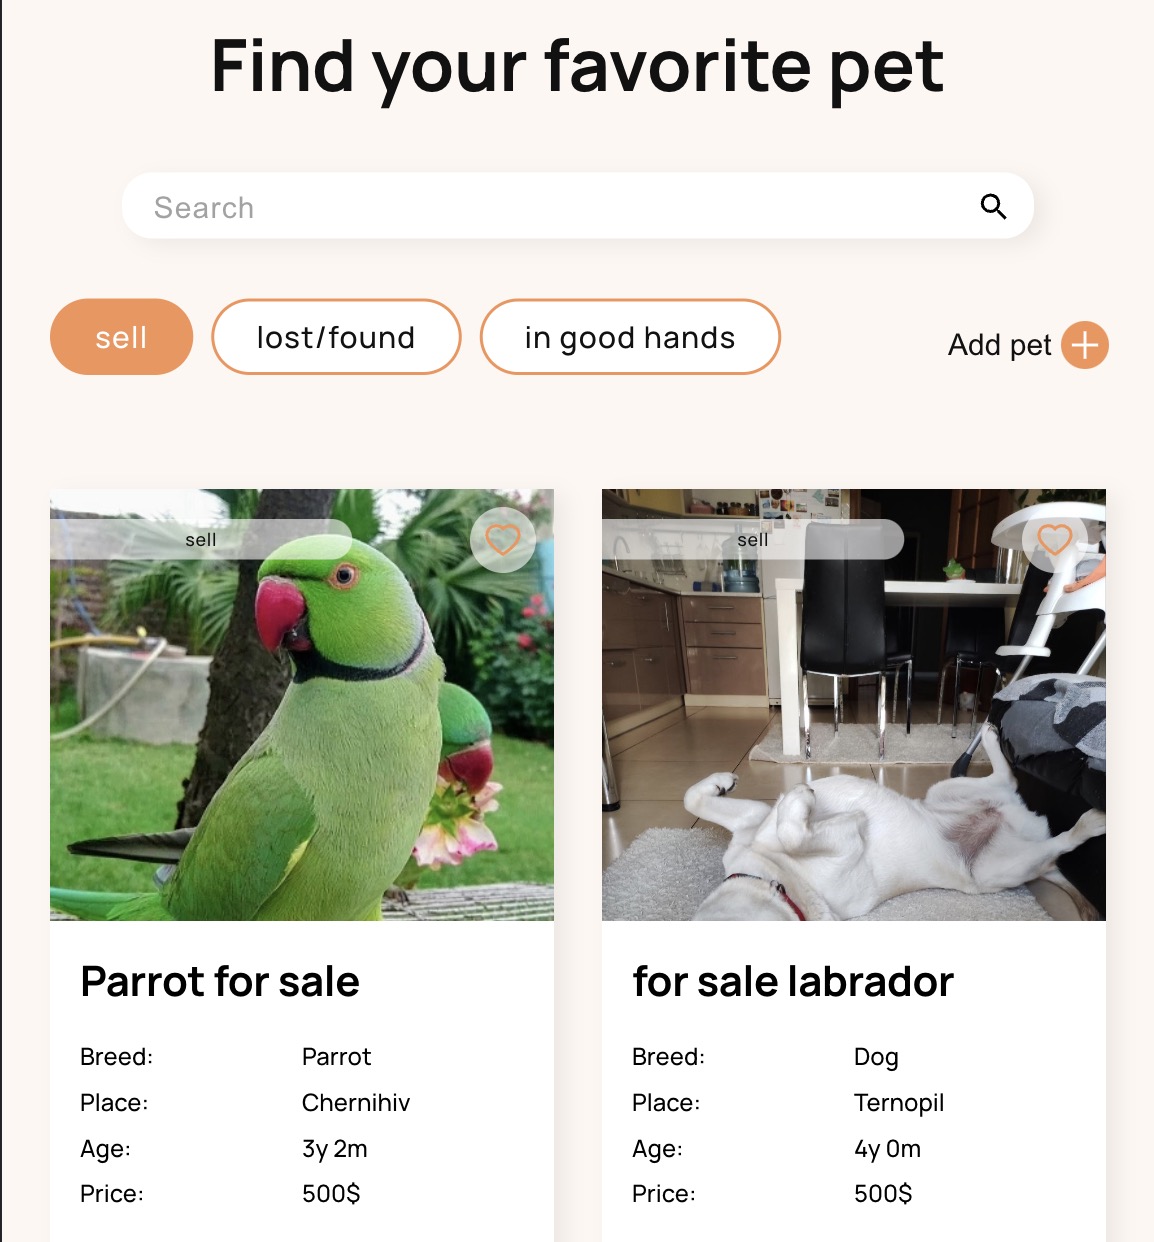 Find your favorite pet
Search
sell
lost/found
in good hands
Add pet
sell
sell
Parrot for sale
Breed: Parrot
Place: Chernihiv
Age: 3y 2m
Price: 500$
for sale labrador
Breed: Dog
Place: Ternopil
Age: 4y 0m
Price: 500$